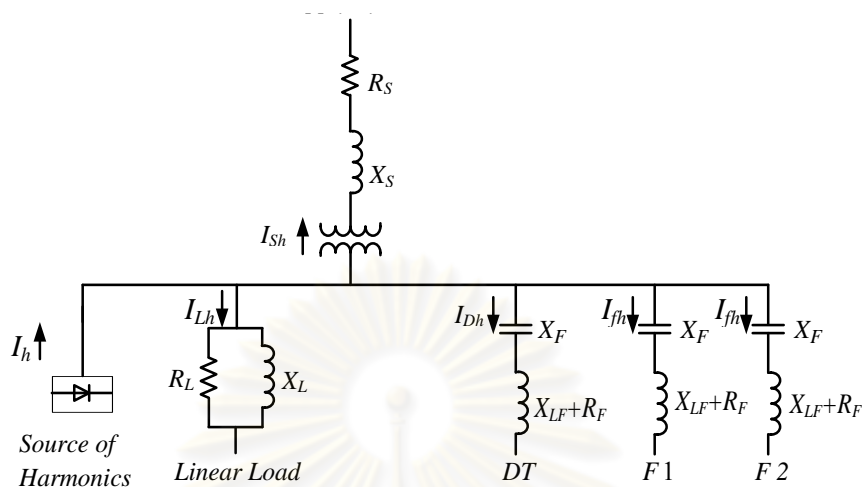 R_S
X_S
I_Sh
I_Lh
I_Dh
I_fh
I_fh
I_h
X_F
X_F
X_F
R_L
X_L
X_LF+R_F
X_LF+R_F
X_LF+R_F
Source of
Harmonics
Linear Load
DT
F 1
F 2